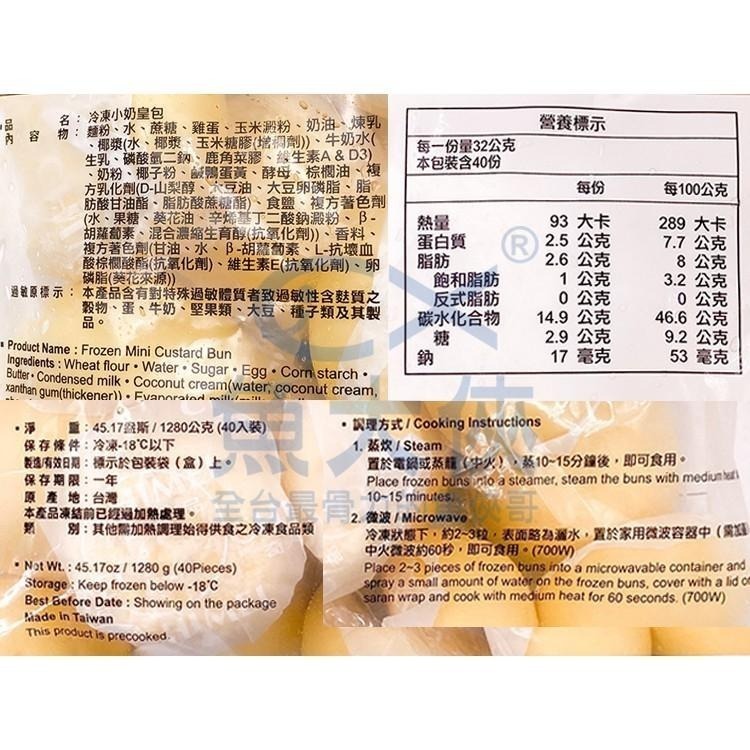 品名：冷凍小奶皇包
內容物：麵粉、水、蔗糖、雞蛋、玉米澱粉、奶油、煉乳
、椰漿(水、椰漿、玉米糖膠(增稠劑))、牛奶水(
生乳、磷酸氫二鈉、鹿角菜膠、維生素A & D3)
、奶粉、椰子粉、鹹鴨蛋黃、酵母、棕櫚油、複
方乳化劑(D-山梨醇、大豆油、大豆卵磷脂、脂
肪酸甘油酯、脂肪酸蔗糖酯)、食鹽、複方著色劑
(水、果糖、葵花油、辛烯基丁二酸鈉澱粉、β-
胡蘿蔔素、混合濃縮生育醇(抗氧化劑))、香料、
複方著色劑(甘油、水、β-胡蘿蔔素、L-抗壞血
酸棕櫚酸酯(抗氧化劑)、維生素E(抗氧化劑)、卵
磷脂(葵花來源))
過敏原標示：本產品含有對特殊過敏體質者致過敏性含麩質之
穀物、蛋、牛奶、堅果類、大豆、種子類及其製
品。
▪ Product Name : Frozen Mini Custard Bun
Ingredients : Wheat flour • Water • Sugar • Egg • Corn starch •
Butter • Condensed milk • Coconut cream(water, coconut cream,
xanthan gum(thickener)) • Evaporated milk
營養標示
每一份量32公克
本包裝含40份
每份 每100公克
熱量 93 大卡 289 大卡
蛋白質 2.5 公克 7.7 公克
脂肪 2.6 公克 8 公克
飽和脂肪 1 公克 3.2 公克
反式脂肪 0 公克 0 公克
碳水化合物 14.9 公克 46.6 公克
糖 2.9 公克 9.2 公克
鈉 17 毫克 53 毫克
®
• 淨重：45.17盎斯 / 1280公克 (40入裝)
保存條件：冷凍-18℃以下
製造/有效日期：標示於包裝袋（盒）上。
保存期限：一年
原產地：台灣
本產品凍結前已經過加熱處理。
類別：其他需加熱調理始得供食之冷凍食品類
• Net Wt. : 45.17oz / 1280 g (40Pieces)
Storage : Keep frozen below -18℃
Best Before Date : Showing on the package
Made in Taiwan
This product is precooked.
• 調理方式 / Cooking Instructions
1. 蒸炊 / Steam
置於電鍋或蒸籠（中火），蒸10~15分鐘後，即可食用。
Place frozen buns into a steamer, steam the buns with medium heat
10~15 minutes.
2. 微波 / Microwave
冷凍狀態下，約2~3粒，表面略為灑水，置於家用微波容器中（需加蓋
中火微波約60秒，即可食用。(700W)
Place 2~3 pieces of frozen buns into a microwavable container and
spray a small amount of water on the frozen buns, cover with a lid or
saran wrap and cook with medium heat for 60 seconds. (700W)
魚大俠
全台最